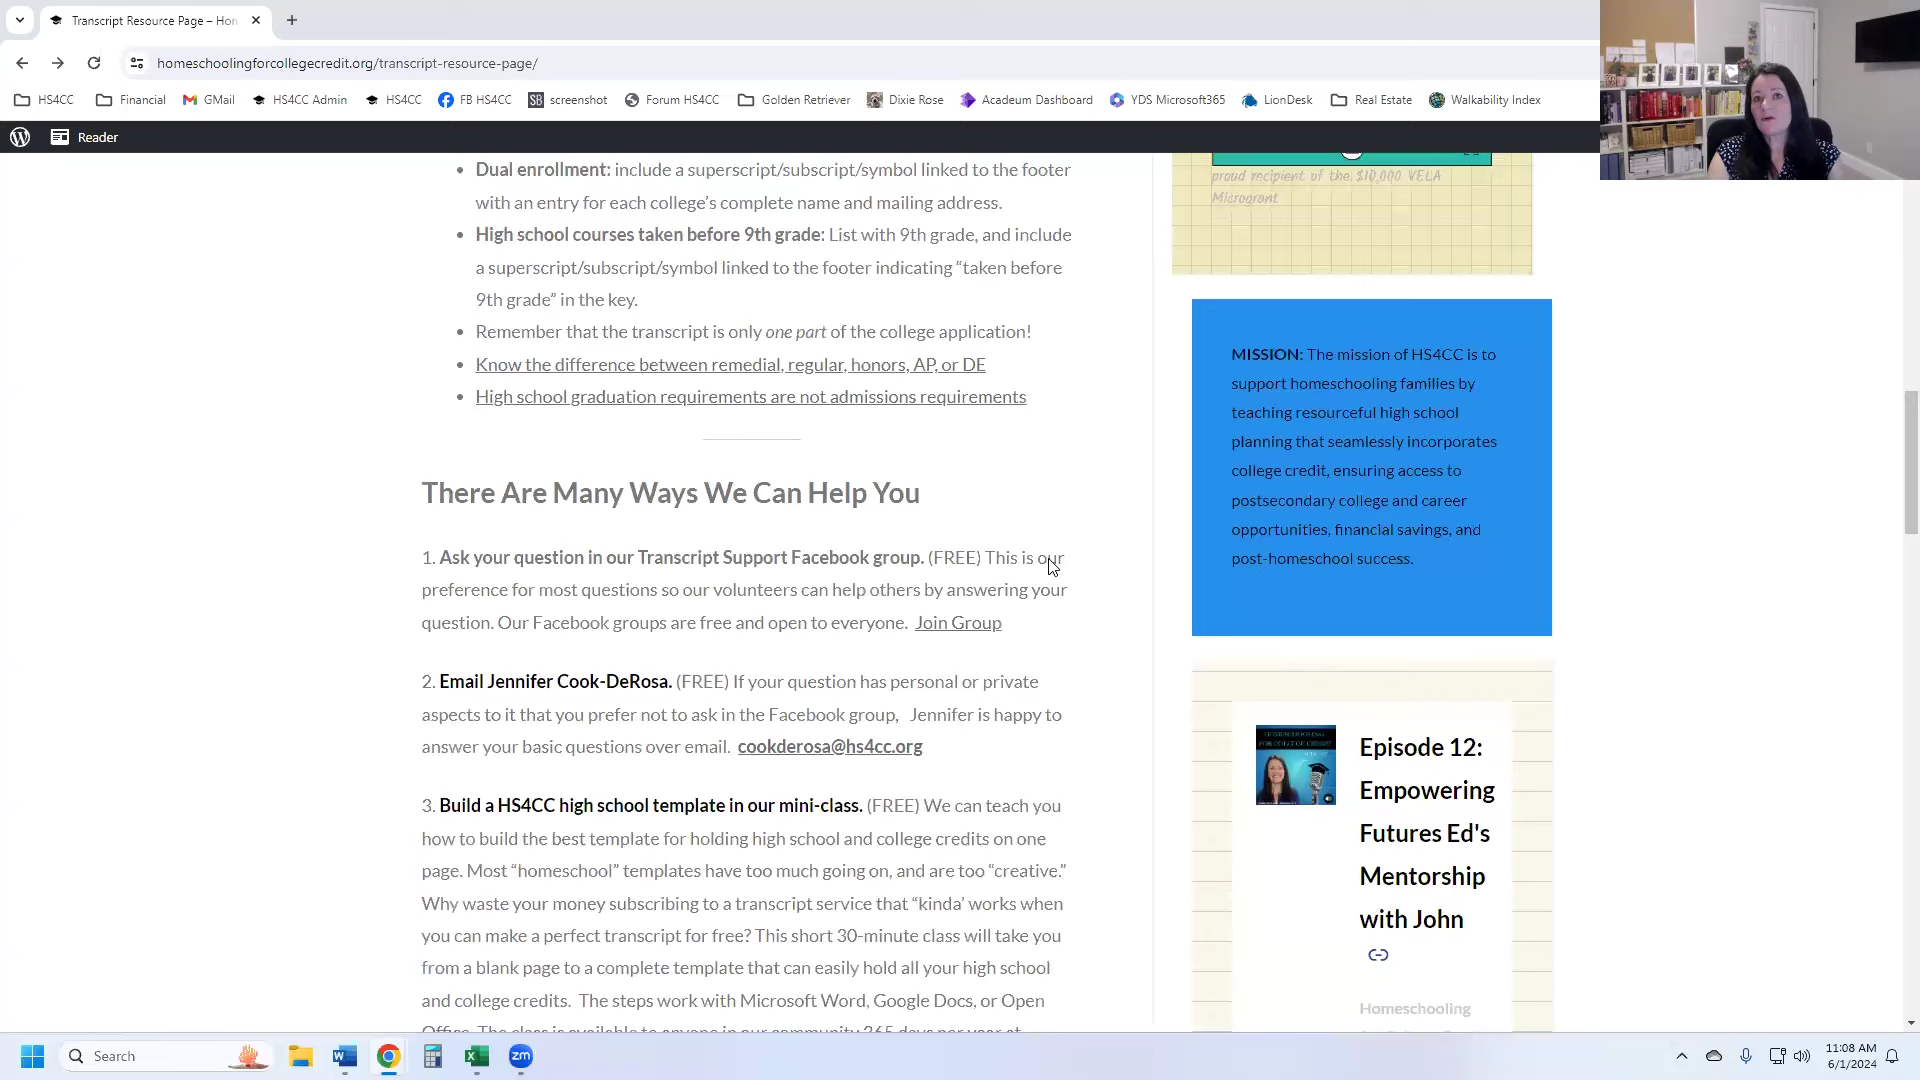 Transcript Resource Page – Hon
homeschoolingforcollegecredit.org/transcript-resource-page/
HS4CC
Financial
GMail
HS4CC Admin
HS4CC
FB HS4CC
SB
screenshot
Forum HS4CC
Golden Retriever
Dixie Rose
Acadeum Dashboard
YDS Microsoft365
LionDesk
Real Estate
Walkability Index
Reader
Dual enrollment: include a superscript/subscript/symbol linked to the footer
with an entry for each college’s complete name and mailing address.
High school courses taken before 9th grade: List with 9th grade, and include
a superscript/subscript/symbol linked to the footer indicating “taken before
9th grade” in the key.
Remember that the transcript is only one part of the college application!
Know the difference between remedial, regular, honors, AP, or DE
High school graduation requirements are not admissions requirements
There Are Many Ways We Can Help You
1. Ask your question in our Transcript Support Facebook group. (FREE) This is our
preference for most questions so our volunteers can help others by answering your
question. Our Facebook groups are free and open to everyone. Join Group
2. Email Jennifer Cook-DeRosa. (FREE) If your question has personal or private
aspects to it that you prefer not to ask in the Facebook group, Jennifer is happy to
answer your basic questions over email. cookderosa@hs4cc.org
3. Build a HS4CC high school template in our mini-class. (FREE) We can teach you
how to build the best template for holding high school and college credits on one
page. Most “homeschool” templates have too much going on, and are too “creative.”
Why waste your money subscribing to a transcript service that “kinda’ works when
you can make a perfect transcript for free? This short 30-minute class will take you
from a blank page to a complete template that can easily hold all your high school
and college credits. The steps work with Microsoft Word, Google Docs, or Open
Office. The class is available to anyone in our community 365 days per year at
proud recipient of the $10,000 VELA
Microgrant
MISSION: The mission of HS4CC is to
support homeschooling families by
teaching resourceful high school
planning that seamlessly incorporates
college credit, ensuring access to
postsecondary college and career
opportunities, financial savings, and
post-homeschool success.
Episode 12:
Empowering
Futures Ed's
Mentorship
with John
Homeschooling
Search
W
X
zm
11:08 AM
6/1/2024